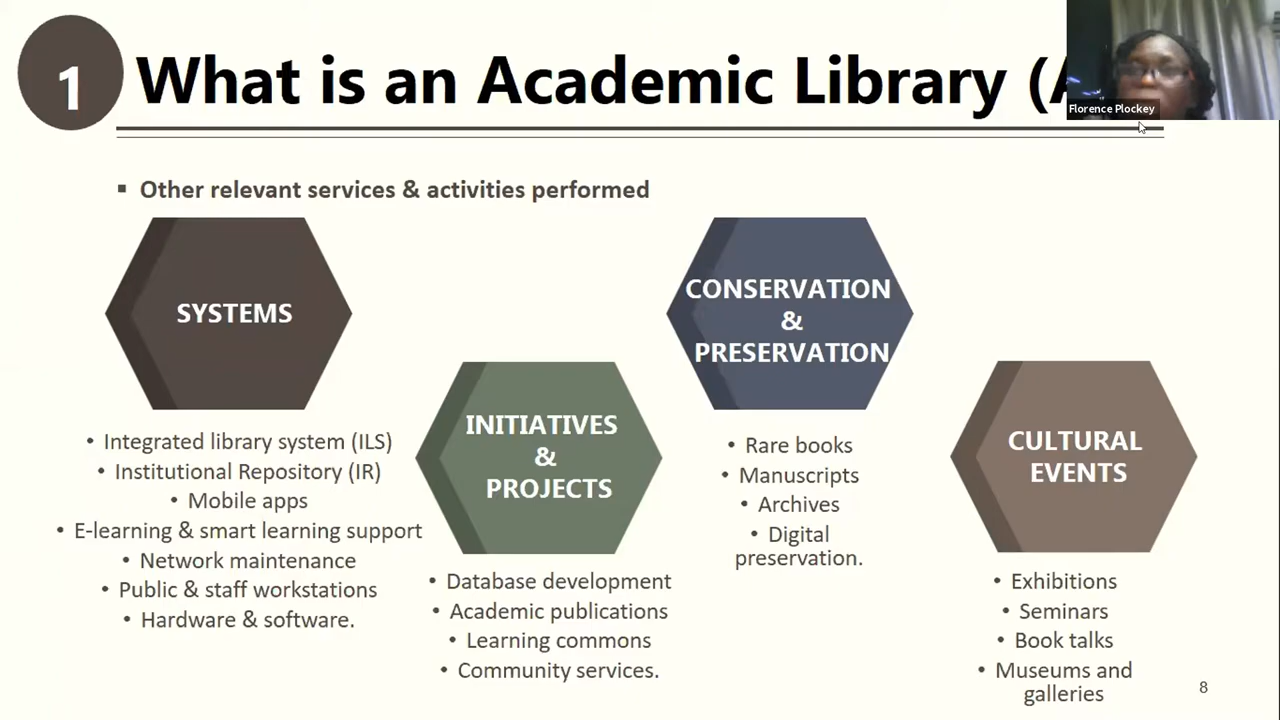 1
What is an Academic Library (A
Florence Plockey
▪ Other relevant services & activities performed
SYSTEMS
• Integrated library system (ILS)
• Institutional Repository (IR)
• Mobile apps
• E-learning & smart learning support
• Network maintenance
• Public & staff workstations
• Hardware & software.
INITIATIVES
&
PROJECTS
• Database development
• Academic publications
• Learning commons
• Community services.
CONSERVATION
&
PRESERVATION
• Rare books
• Manuscripts
• Archives
• Digital
preservation.
CULTURAL
EVENTS
• Exhibitions
• Seminars
• Book talks
• Museums and
galleries
8